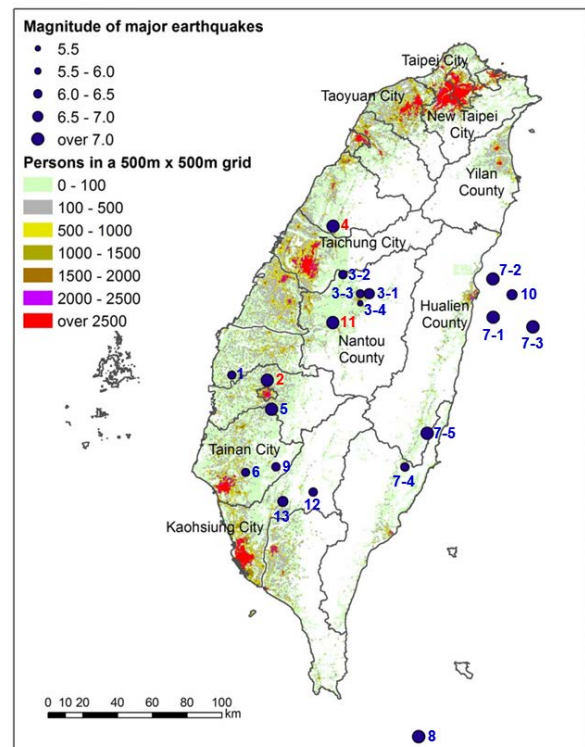 Magnitude of major earthquakes
5.5
5.5 - 6.0
6.0 - 6.5
6.5 - 7.0
over 7.0
Persons in a 500m x 500m grid
0 - 100
100 - 500
500 - 1000
1000 - 1500
1500 - 2000
2000 - 2500
over 2500
Taipei City
Taoyuan City
New Taipei
City
Yilan
County
4
Taichung City
3-2
3-3
3-1
3-4
7-2
10
Hualien
County
7-1
7-3
11
Nantou
County
1
2
5
7-5
Tainan City
6
9
7-4
12
13
Kaohsiung City
0 10 20 40 60 80 100
km
8